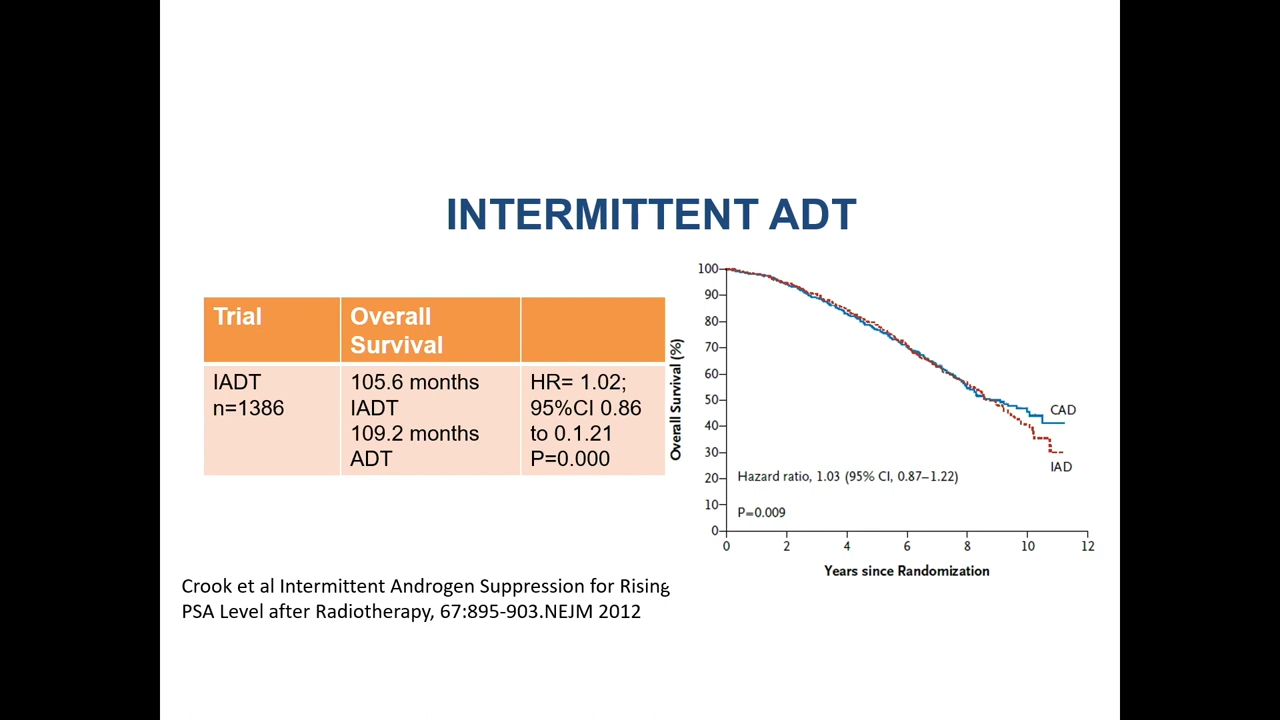 INTERMITTENT ADT
Trial
Overall
Survival
IADT
n=1386
105.6 months
IADT
109.2 months
ADT
HR= 1.02;
95%CI 0.86
to 0.1.21
P=0.000
100
90
80
70
60
50
40
30
20
10
0
Overall Survival (%)
CAD
IAD
Hazard ratio, 1.03 (95% CI, 0.87–1.22)
P=0.009
0 2 4 6 8 10 12
Years since Randomization
Crook et al Intermittent Androgen Suppression for Rising
PSA Level after Radiotherapy, 67:895-903.NEJM 2012